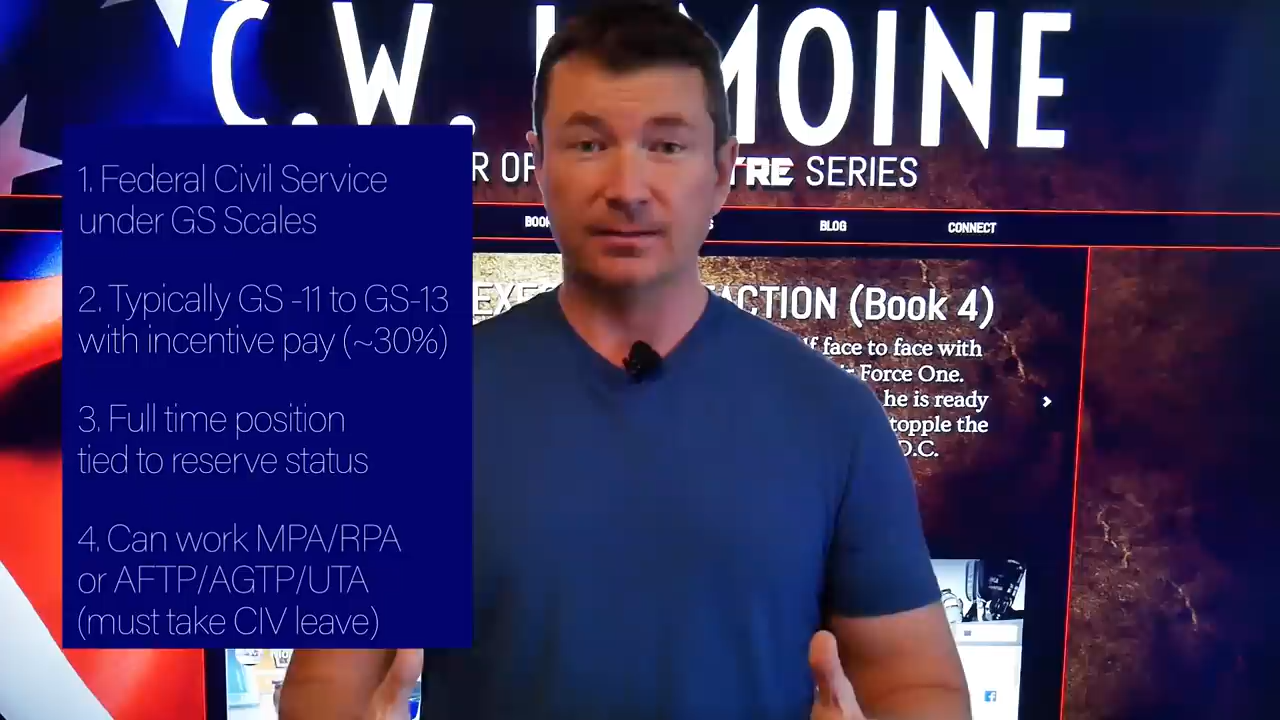 C.W. MOINE
R OF TRE SERIES
BLOG
CONNECT
ACTION (Book 4)
face to face with
Force One.
he is ready
topple the
D.C.
1. Federal Civil Service
under GS Scales
2. Typically GS -11 to GS-13
with incentive pay (~30%)
3. Full time position
tied to reserve status
4. Can work MPA/RPA
or AFTP/AGTP/UTA
(must take CIV leave)